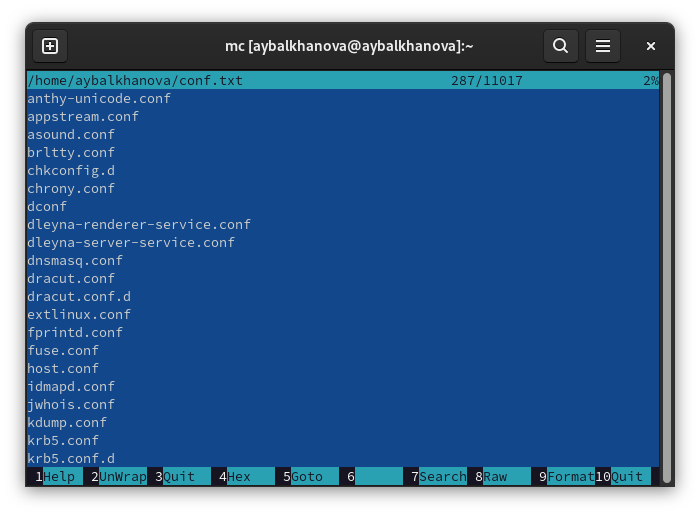 mc [aybalkhanova@aybalkhanova]:~
/home/aybalkhanova/conf.txt 287/11017 2%
anthy-unicode.conf
appstream.conf
asound.conf
brltty.conf
chkconfig.d
chrony.conf
dconf
dleyna-renderer-service.conf
dleyna-server-service.conf
dnsmasq.conf
dracut.conf
dracut.conf.d
extlinux.conf
fprintd.conf
fuse.conf
host.conf
idmapd.conf
jwhois.conf
kdump.conf
krb5.conf
krb5.conf.d
1Help 2UnWrap 3Quit 4Hex 5Goto 6 7Search 8Raw 9Format10Quit